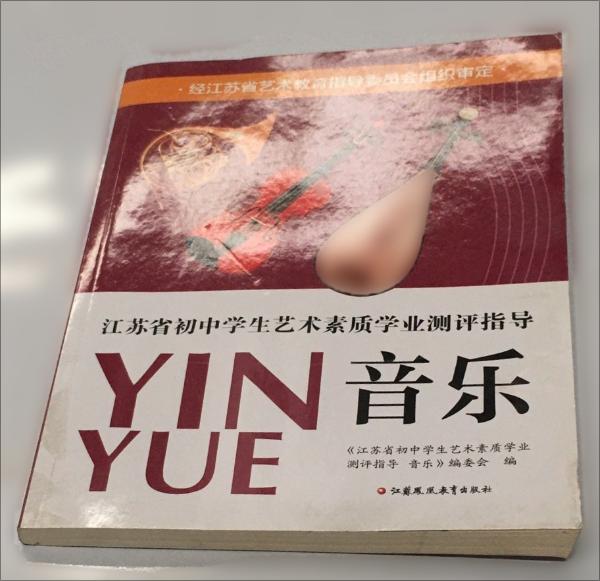 ·经江苏省艺术教育指导委员会组织审定·
江苏省初中学生艺术素质学业测评指导
YIN 音乐
YUE
《江苏省初中学生艺术素质学业
测评指导 音乐》编委会 编
江苏凤凰教育出版社